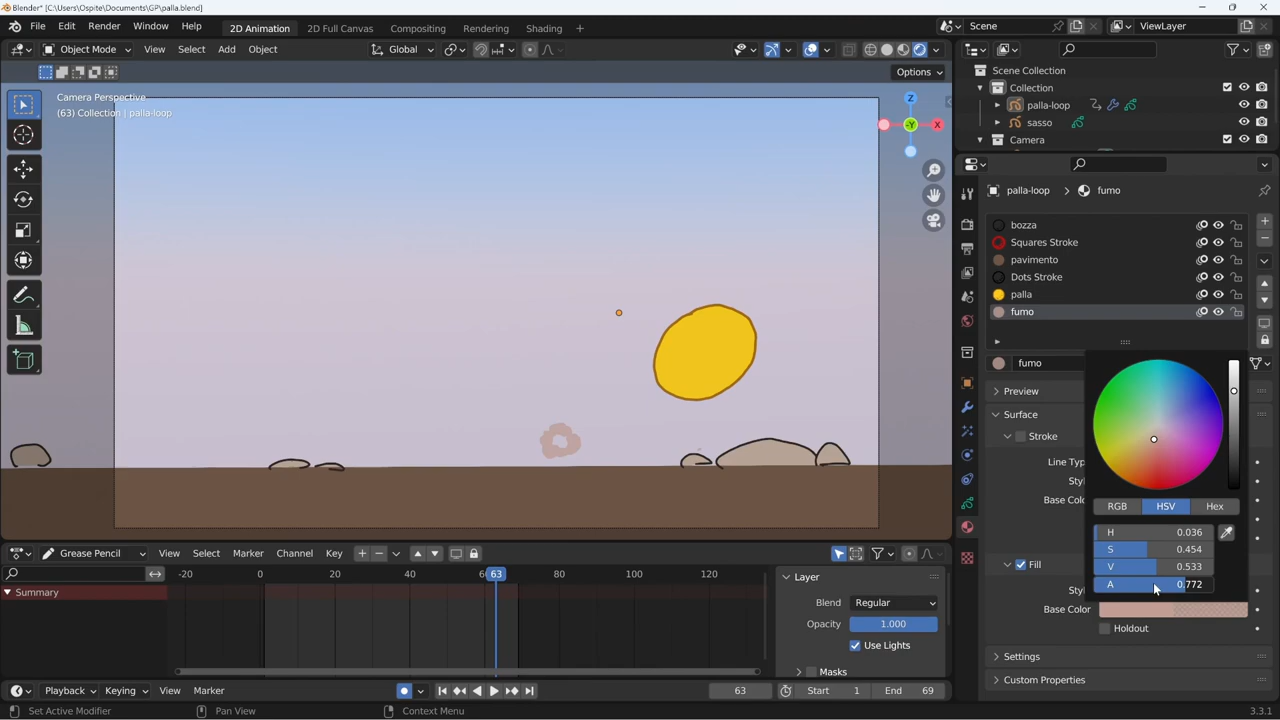 Blender* [C:\Users\Ospite\Documents\GP\palla.blend]
File Edit Render Window Help 2D Animation 2D Full Canvas Compositing Rendering Scripting + Scene ViewLayer
Object Mode View Select Add Object Global
Options
Camera Perspective
(63) Collection | palla-loop
Z
-Y X
Scene Collection
Collection
palla-loop
sasso
Camera
palla-loop > fumo
bozza
Squares Stroke
pavimento
Dots Stroke
palla
fumo
fumo
Preview
Surface
Stroke
Line Type
Base Colo
RGB HSV Hex
H 0.036
S 0.454
V 0.533
A 0.772
Fill
Base Color
Holdout
Settings
Custom Properties
Grease Pencil View Select Marker Channel Key
-20 0 63 80 100 120
Summary
Layer
Blend Regular
Opacity 1.000
Use Lights
Masks
Playback Keying View Marker 63 Start 1 End 69
Set Active Modifier Pan View Context Menu 3.3.1